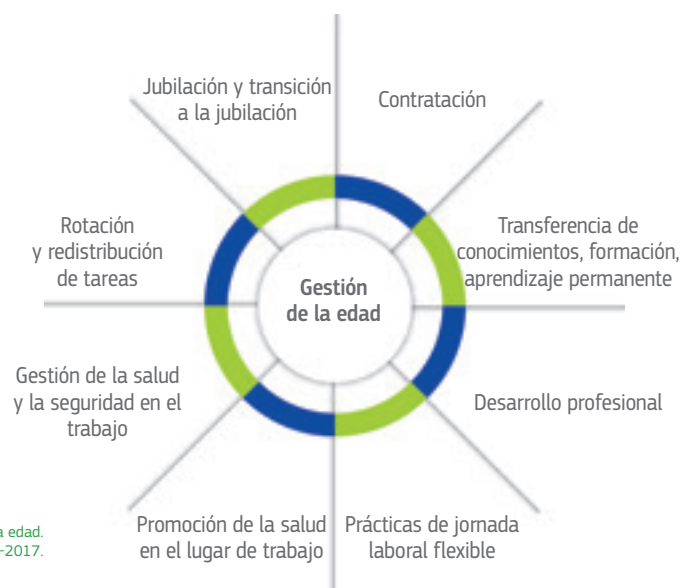 Jubilación y transición
a la jubilación
Contratación
Rotación
y redistribución
de tareas
Transferencia de
conocimientos, formación,
aprendizaje permanente
Gestión
de la edad
Gestión de la salud
y la seguridad en el
trabajo
Desarrollo profesional
Promoción de la salud
en el lugar de trabajo
Prácticas de jornada
laboral flexible
a edad.
-2017.